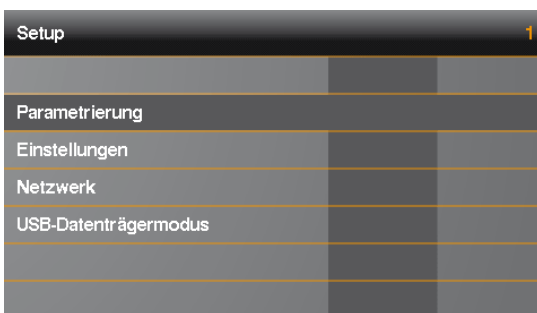 Setup 1
Parametrierung
Einstellungen
Netzwerk
USB-Datenträgermodus